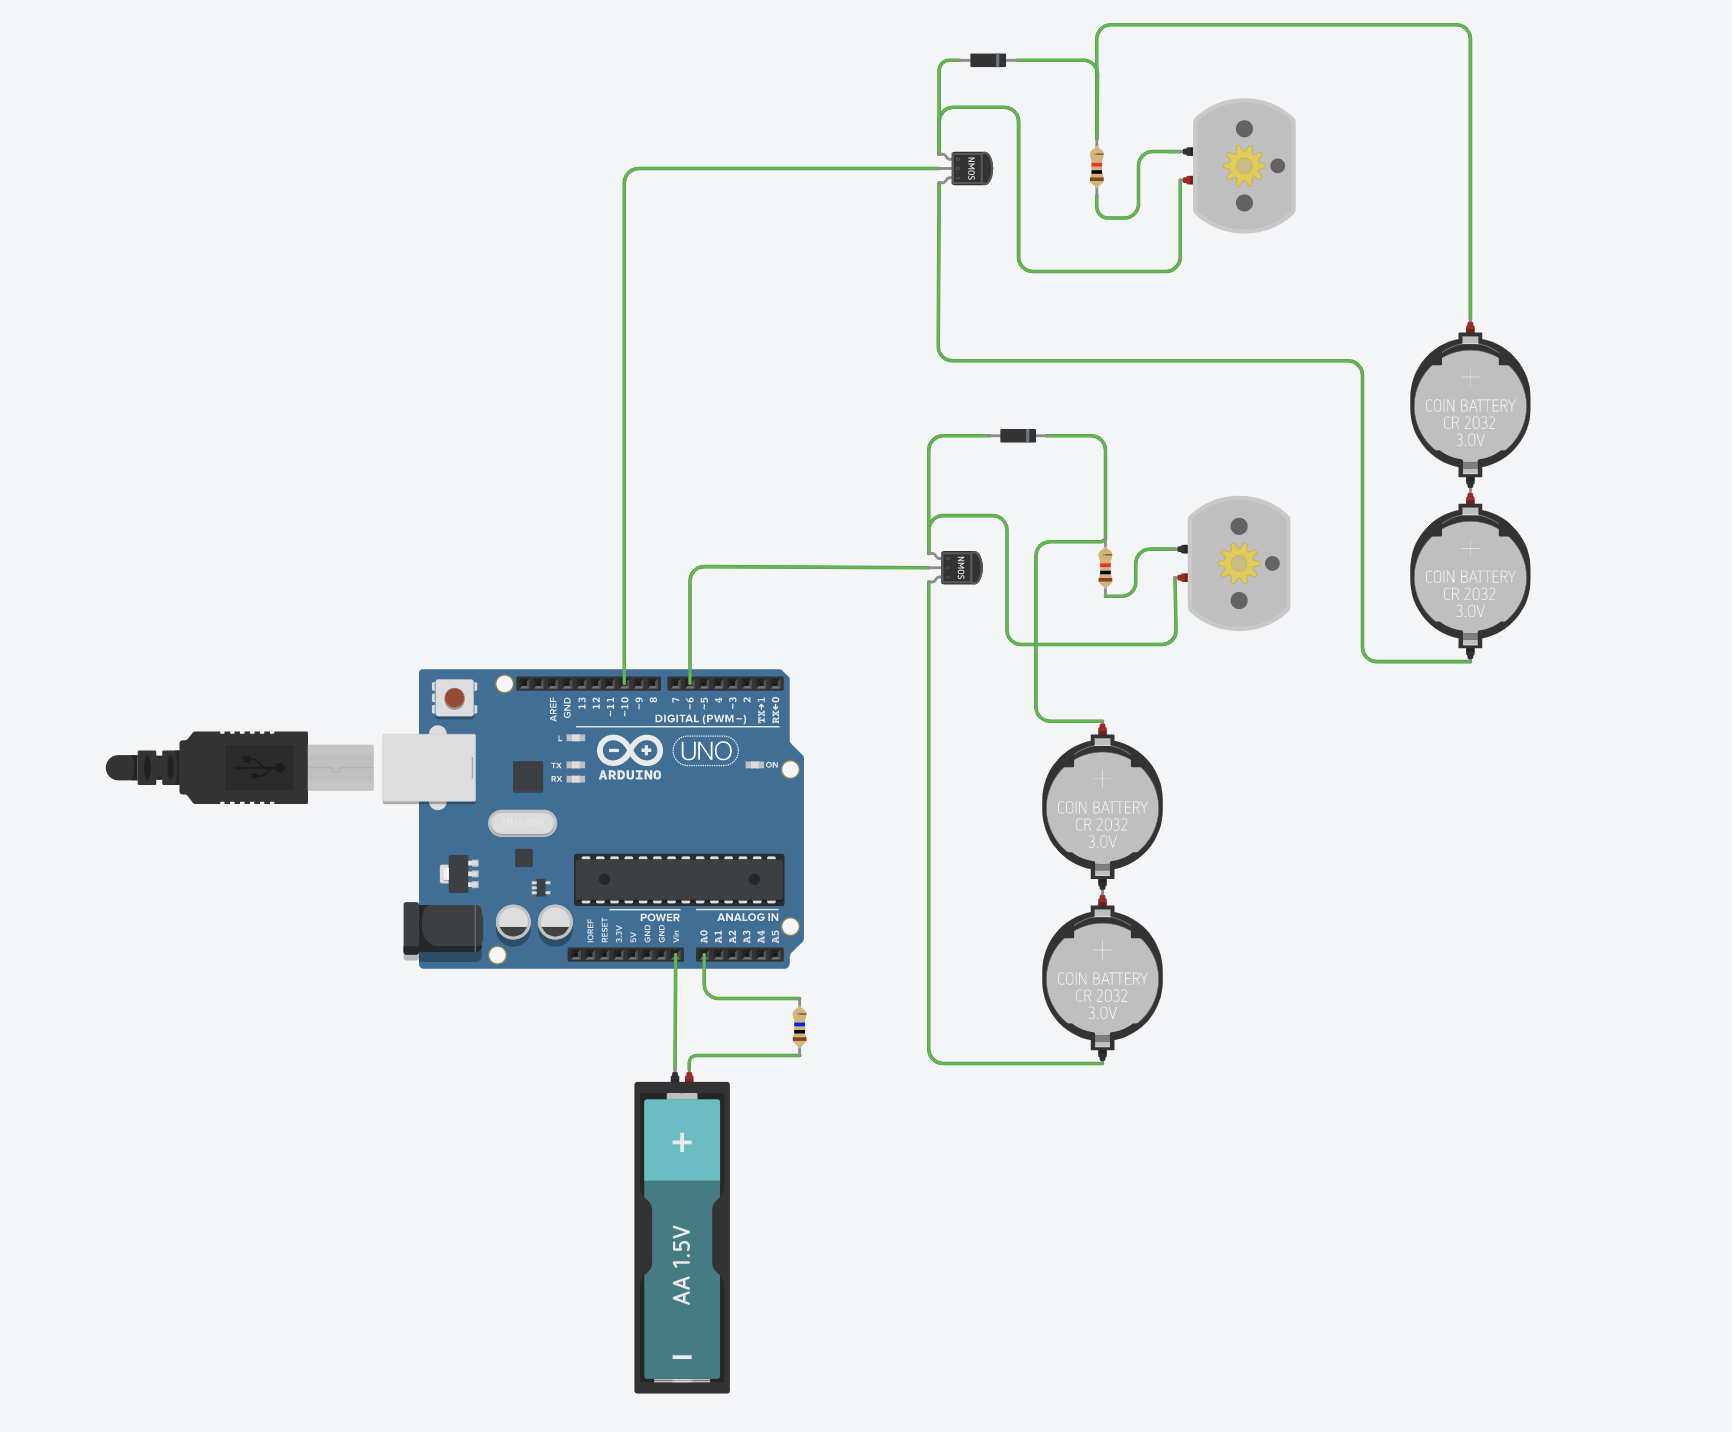 NMOS
COIN BATTERY
CR 2032
3.0V
NMOS
COIN BATTERY
CR 2032
3.0V
AREF
GND
13
12
~11
~10
~9
8
7
~6
~5
4
~3
2
TX→1
RX←0
DIGITAL (PWM~)
L
TX
RX
ARDUINO
UNO
ON
COIN BATTERY
CR 2032
3.0V
POWER
ANALOG IN
IOREF
RESET
3.3V
5V
GND
GND
Vin
A0
A1
A2
A3
A4
A5
COIN BATTERY
CR 2032
3.0V
+
AA 1.5V